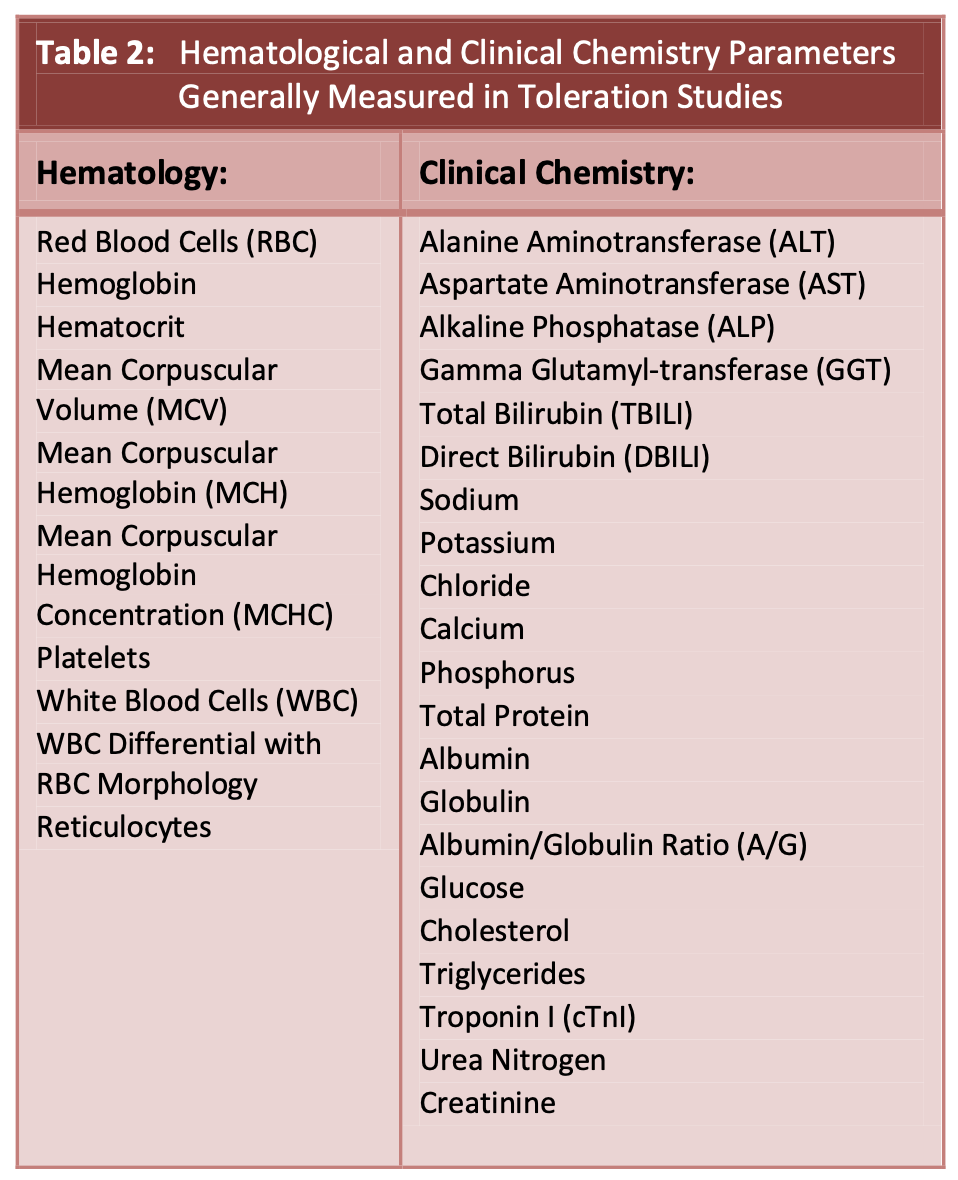 Table 2: Hematological and Clinical Chemistry Parameters
Generally Measured in Toleration Studies
Hematology:
Red Blood Cells (RBC)
Hemoglobin
Hematocrit
Mean Corpuscular
Volume (MCV)
Mean Corpuscular
Hemoglobin (MCH)
Mean Corpuscular
Hemoglobin
Concentration (MCHC)
Platelets
White Blood Cells (WBC)
WBC Differential with
RBC Morphology
Reticulocytes
Clinical Chemistry:
Alanine Aminotransferase (ALT)
Aspartate Aminotransferase (AST)
Alkaline Phosphatase (ALP)
Gamma Glutamyl-transferase (GGT)
Total Bilirubin (TBILI)
Direct Bilirubin (DBILI)
Sodium
Potassium
Chloride
Calcium
Phosphorus
Total Protein
Albumin
Globulin
Albumin/Globulin Ratio (A/G)
Glucose
Cholesterol
Triglycerides
Troponin I (cTnI)
Urea Nitrogen
Creatinine